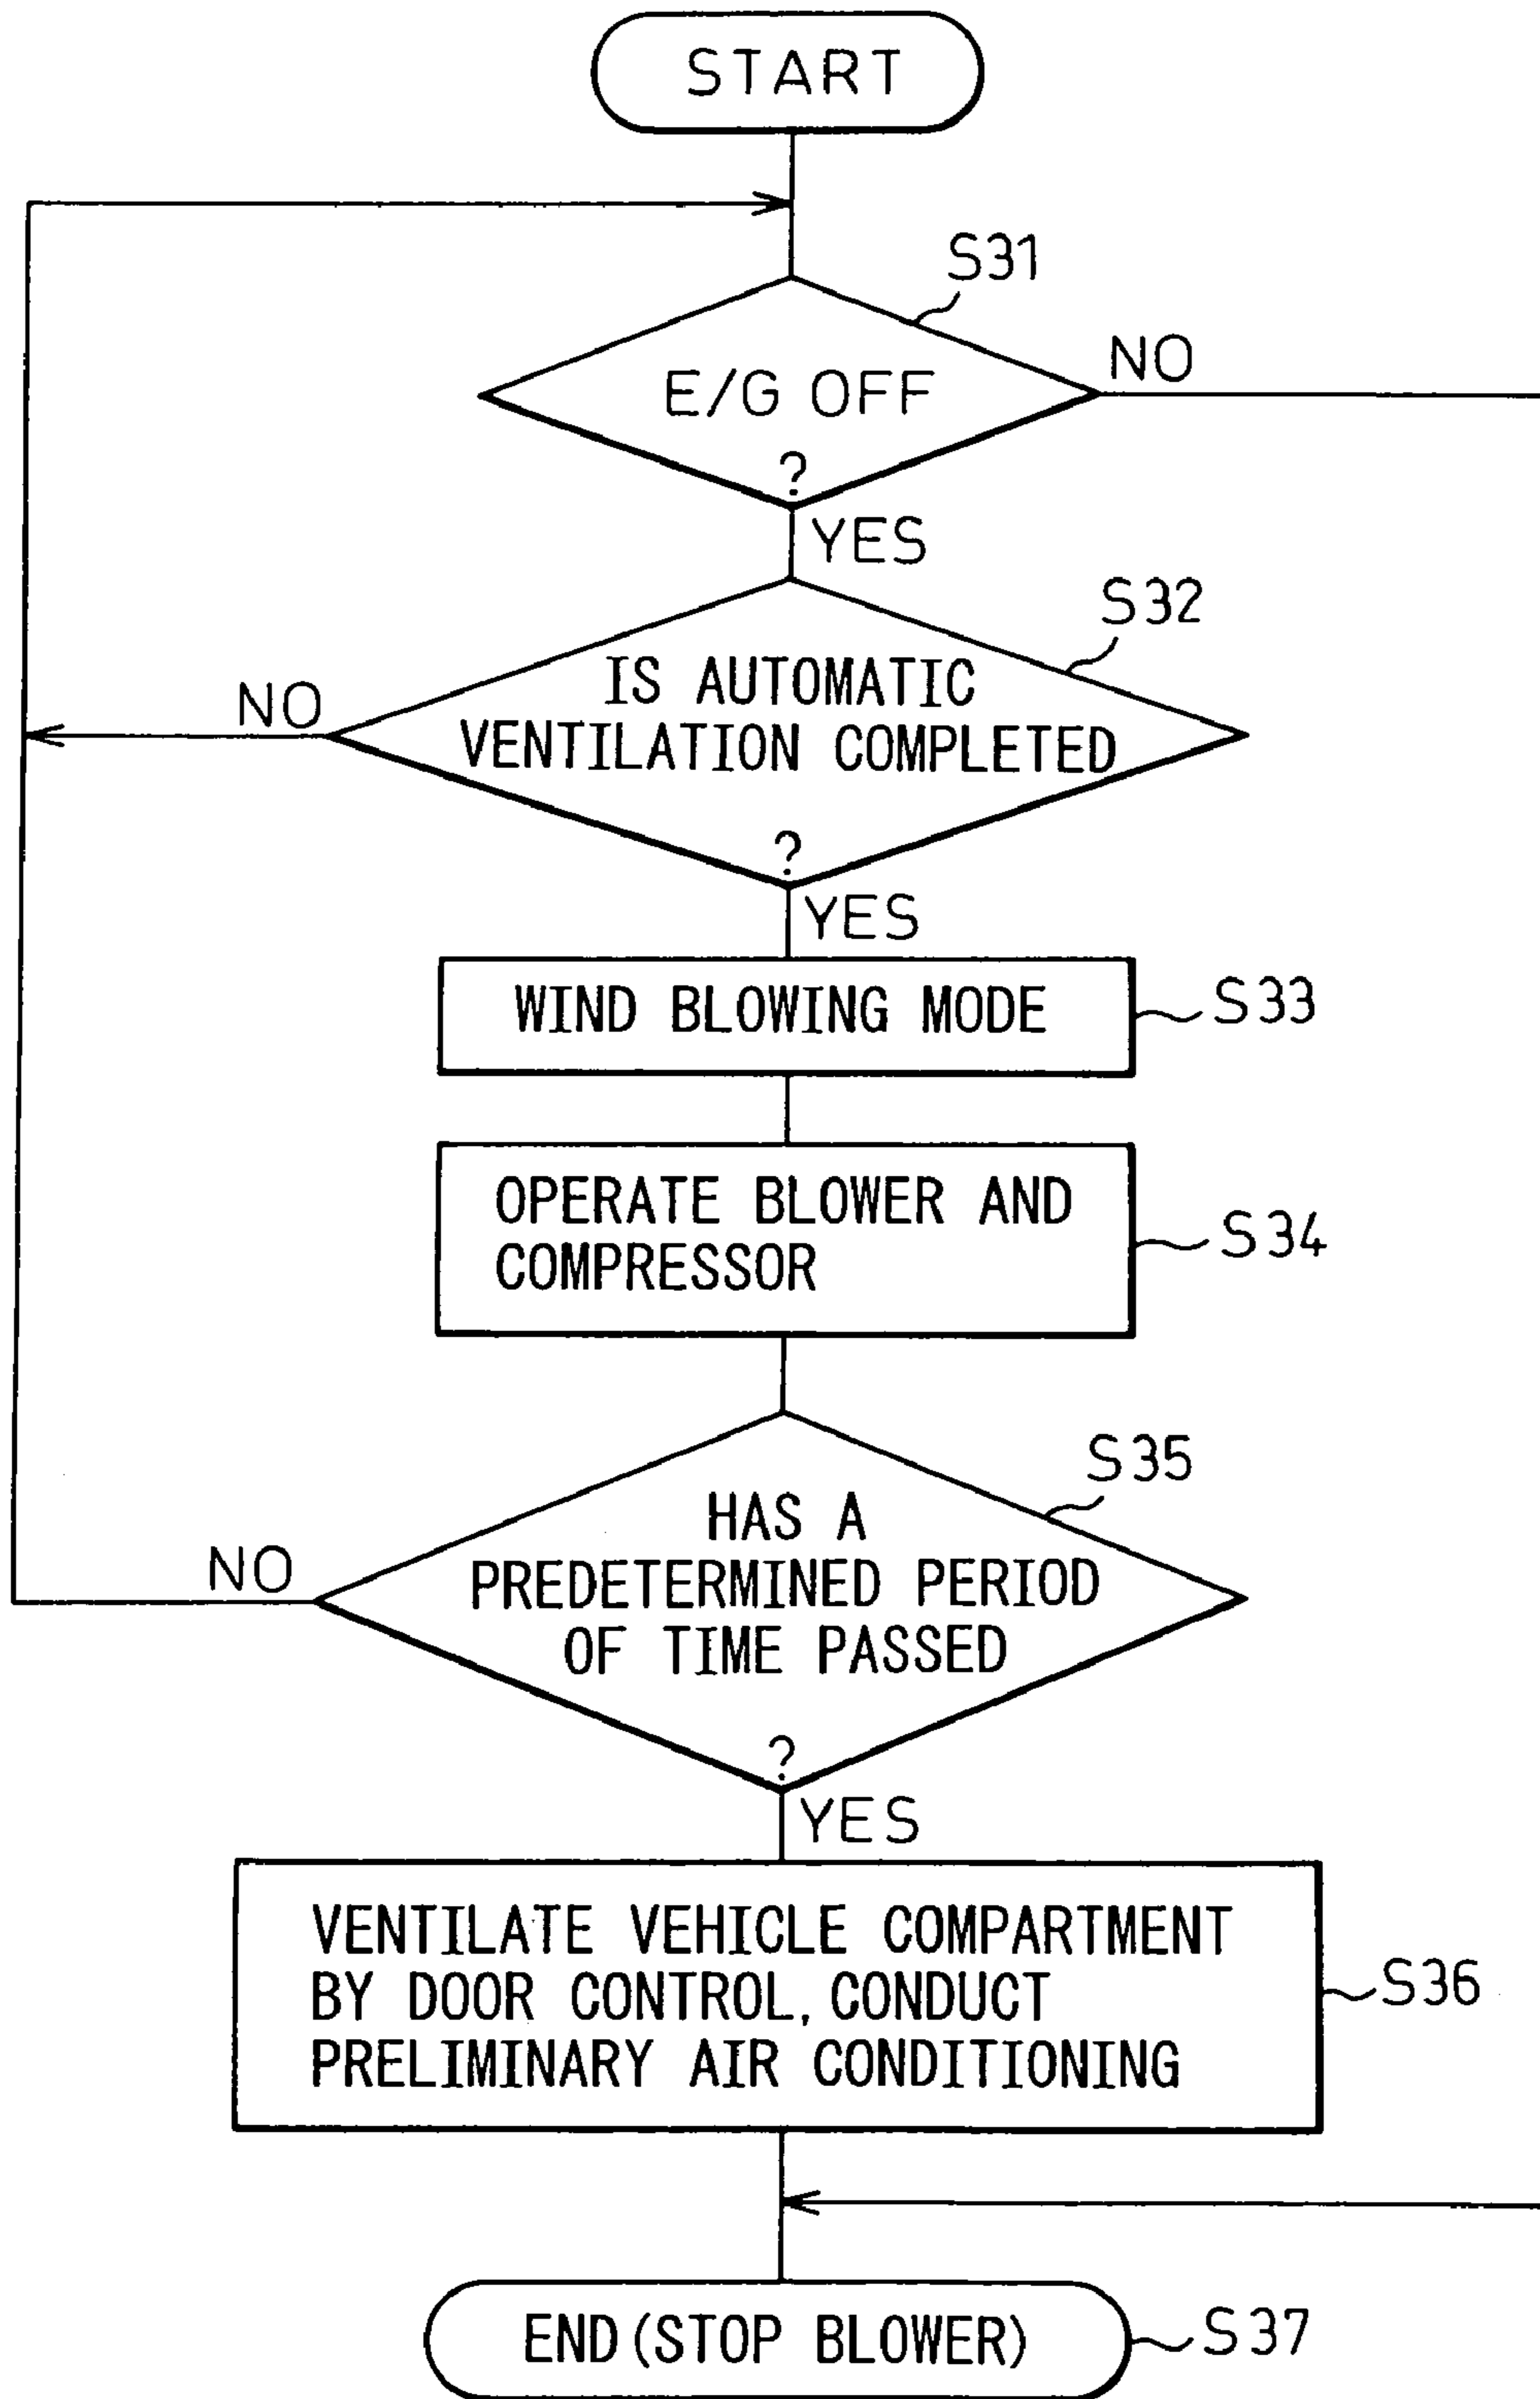 START
S31
E/G OFF
?
NO
YES
S32
IS AUTOMATIC
VENTILATION COMPLETED
?
NO
YES
WIND BLOWING MODE
S33
OPERATE BLOWER AND
COMPRESSOR
S34
S35
HAS A
PREDETERMINED PERIOD
OF TIME PASSED
?
NO
YES
VENTILATE VEHICLE COMPARTMENT
BY DOOR CONTROL, CONDUCT
PRELIMINARY AIR CONDITIONING
S36
END (STOP BLOWER)
S37